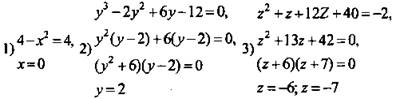 1) 4-x²=4,
x=0
2) y³-2y²+6y-12=0,
y²(y-2)+6(y-2)=0,
(y²+6)(y-2)=0
y=2
3) z²+z+12Z+40=-2,
z²+13z+42=0,
(z+6)(z+7)=0
z=-6; z=-7